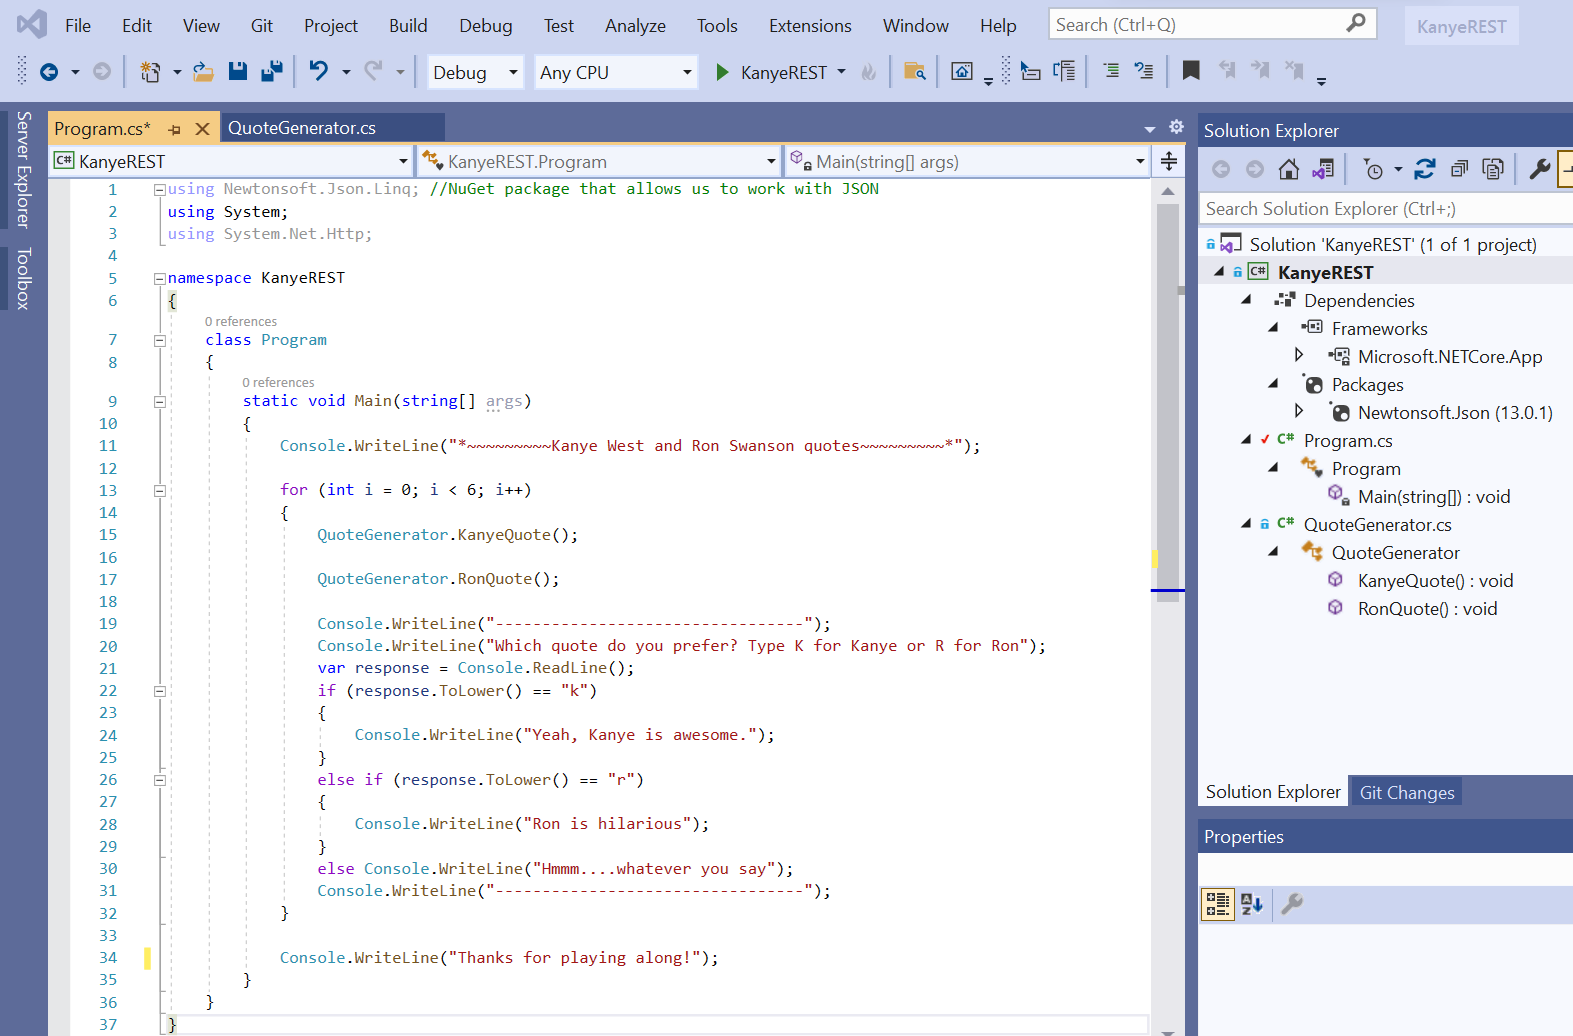 File Edit View Git Project Build Debug Test Analyze Tools Extensions Window Help Search (Ctrl+Q) KanyeREST
Debug Any CPU KanyeREST
Server Explorer
Toolbox
Program.cs* QuoteGenerator.cs
C# KanyeREST KanyeREST.Program Main(string[] args)
1 using Newtonsoft.Json.Linq; //NuGet package that allows us to work with JSON
2 using System;
3 using System.Net.Http;
4
5 namespace KanyeREST
6 {
0 references
7 class Program
8 {
0 references
9 static void Main(string[] args)
10 {
11 Console.WriteLine("*~~~~~~~~~Kanye West and Ron Swanson quotes~~~~~~~~~*");
12
13 for (int i = 0; i < 6; i++)
14 {
15 QuoteGenerator.KanyeQuote();
16
17 QuoteGenerator.RonQuote();
18
19 Console.WriteLine("---------------------------------");
20 Console.WriteLine("Which quote do you prefer? Type K for Kanye or R for Ron");
21 var response = Console.ReadLine();
22 if (response.ToLower() == "k")
23 {
24 Console.WriteLine("Yeah, Kanye is awesome.");
25 }
26 else if (response.ToLower() == "r")
27 {
28 Console.WriteLine("Ron is hilarious");
29 }
30 else Console.WriteLine("Hmmm....whatever you say");
31 Console.WriteLine("---------------------------------");
32 }
33
34 Console.WriteLine("Thanks for playing along!");
35 }
36 }
37 }
Solution Explorer
Search Solution Explorer (Ctrl+;)
Solution 'KanyeREST' (1 of 1 project)
C# KanyeREST
Dependencies
Frameworks
Microsoft.NETCore.App
Packages
Newtonsoft.Json (13.0.1)
C# Program.cs
Program
Main(string[]) : void
C# QuoteGenerator.cs
QuoteGenerator
KanyeQuote() : void
RonQuote() : void
Solution Explorer Git Changes
Properties
A Z